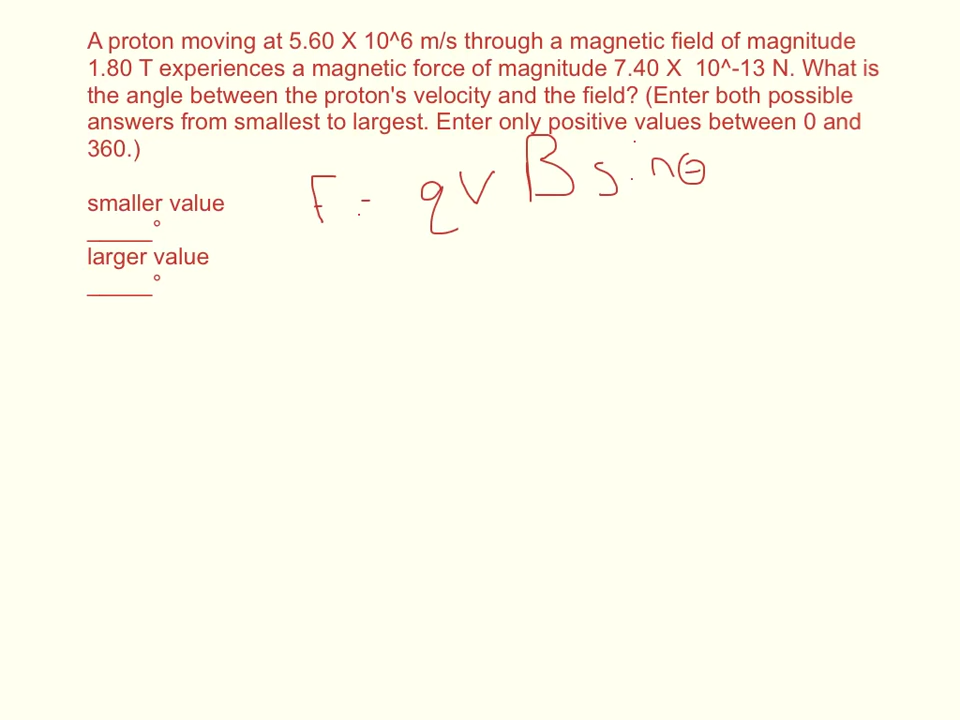 A proton moving at 5.60 X 10^6 m/s through a magnetic field of magnitude
1.80 T experiences a magnetic force of magnitude 7.40 X  10^-13 N. What is
the angle between the proton's velocity and the field? (Enter both possible
answers from smallest to largest. Enter only positive values between 0 and
360.)
F = qvBsinΘ
smaller value
_____°
larger value
_____°